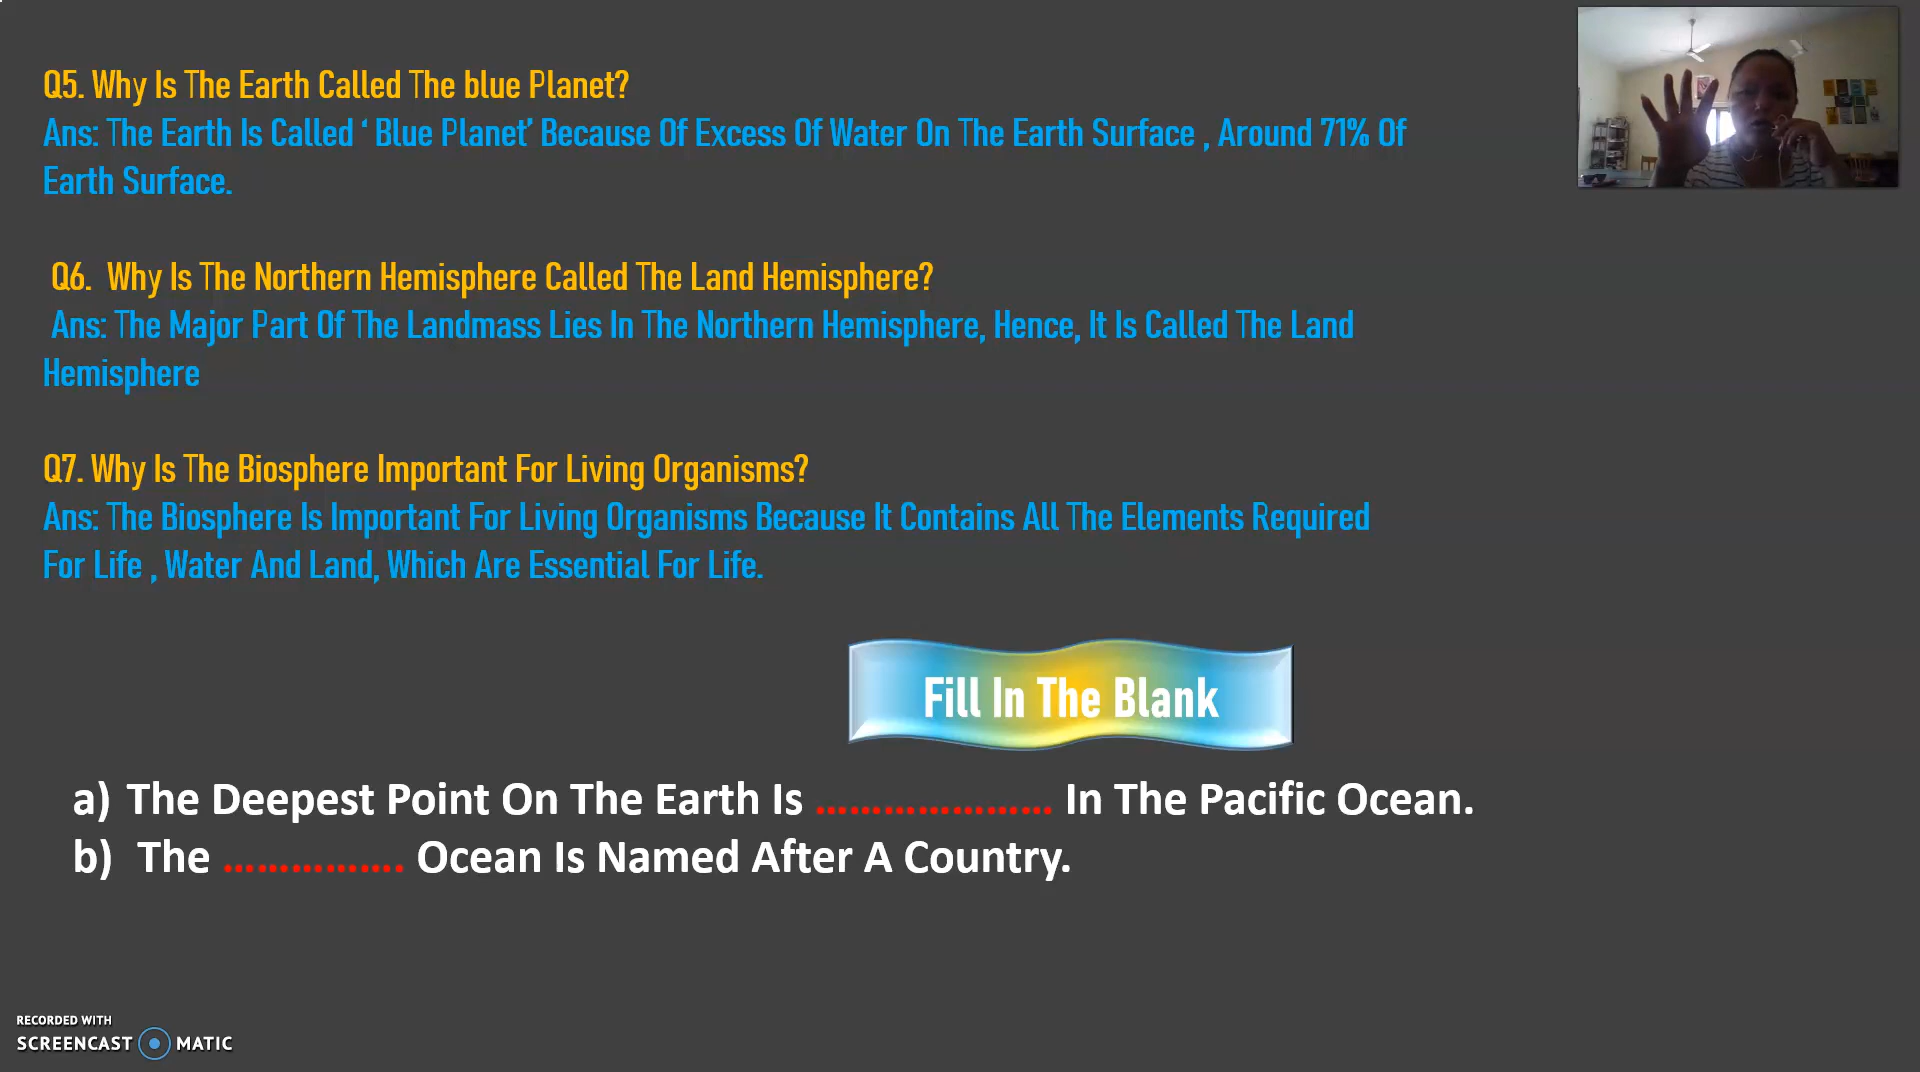 Q5. Why Is The Earth Called The blue Planet?
Ans: The Earth Is Called ‘ Blue Planet’ Because Of Excess Of Water On The Earth Surface , Around 71% Of
Earth Surface.
Q6. Why Is The Northern Hemisphere Called The Land Hemisphere?
Ans: The Major Part Of The Landmass Lies In The Northern Hemisphere, Hence, It Is Called The Land
Hemisphere
Q7. Why Is The Biosphere Important For Living Organisms?
Ans: The Biosphere Is Important For Living Organisms Because It Contains All The Elements Required
For Life , Water And Land, Which Are Essential For Life.
Fill In The Blank
a) The Deepest Point On The Earth Is ………………… In The Pacific Ocean.
b) The ……………. Ocean Is Named After A Country.
RECORDED WITH
SCREENCAST MATIC